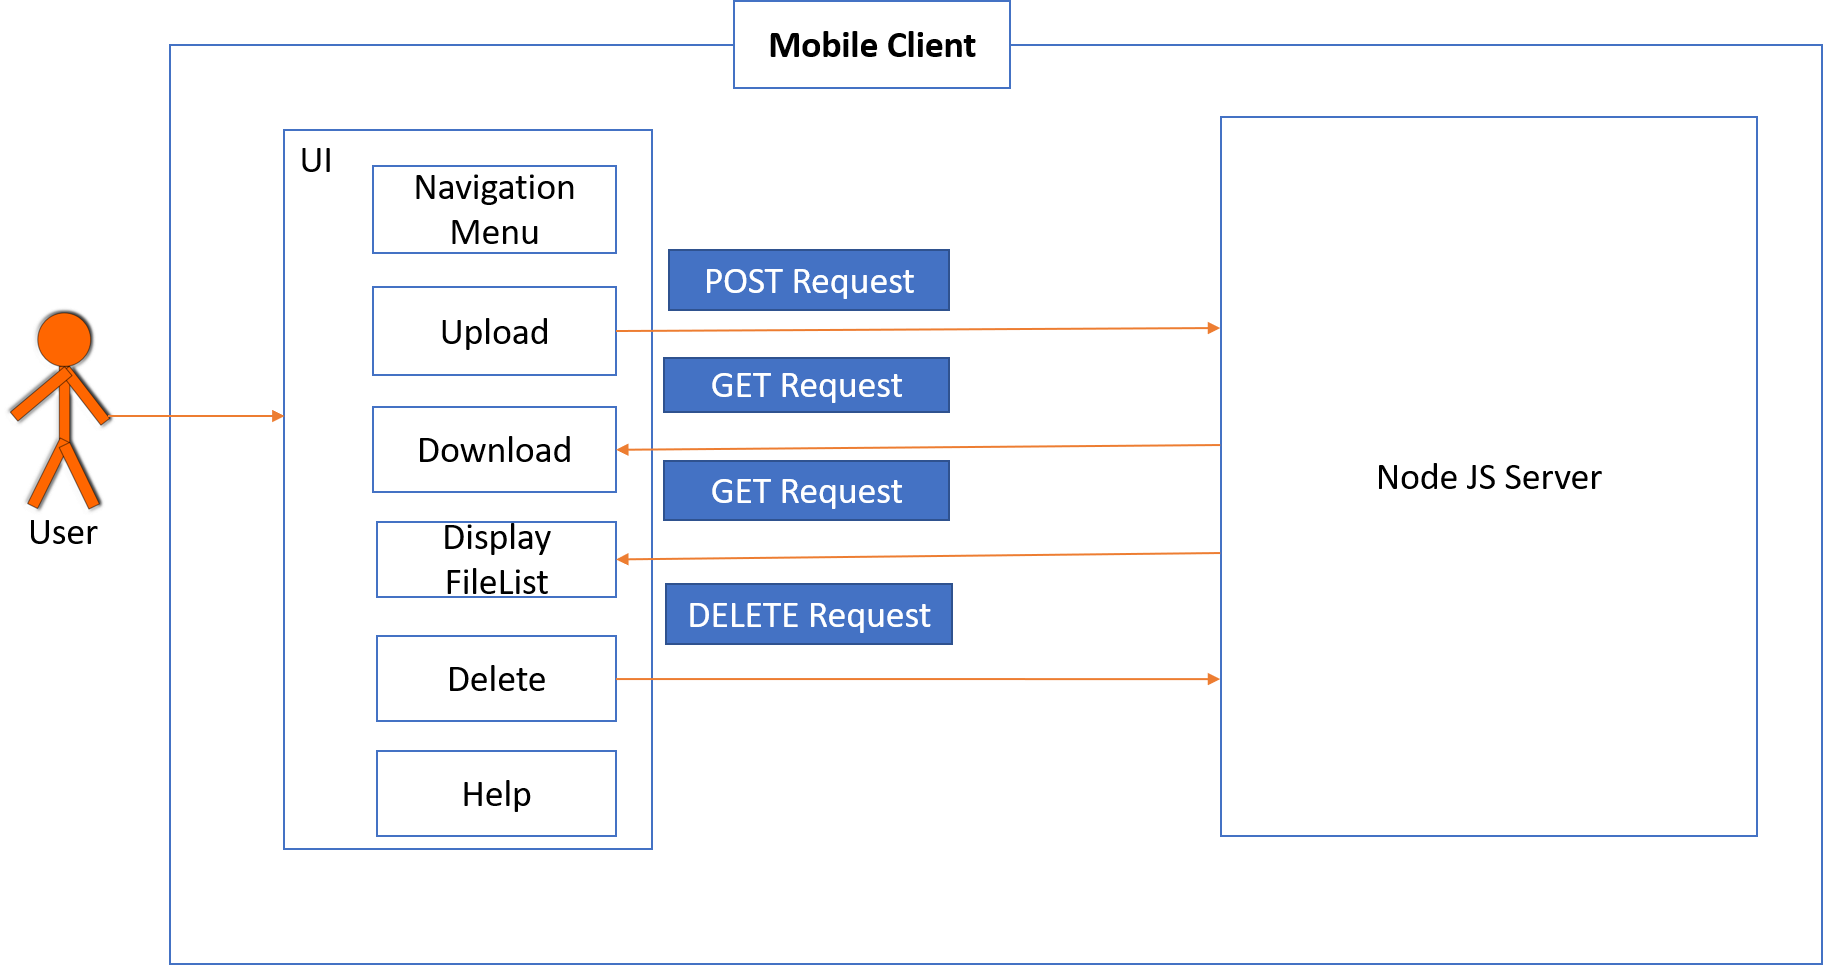 Mobile Client
UI
Navigation
Menu
POST Request
Upload
GET Request
Download
Node JS Server
GET Request
User
Display
FileList
DELETE Request
Delete
Help